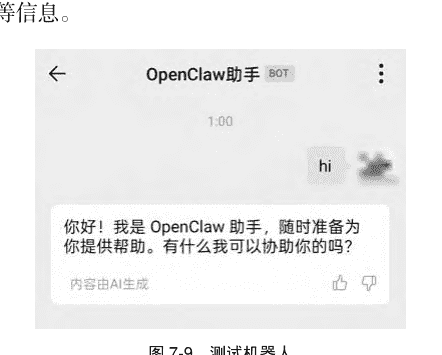 等信息。
OpenClaw助手 BOT
1:00
hi
你好！我是 OpenClaw 助手，随时准备为
你提供帮助。有什么我可以协助你的吗？
内容由AI生成
图 7-9 测试机器人